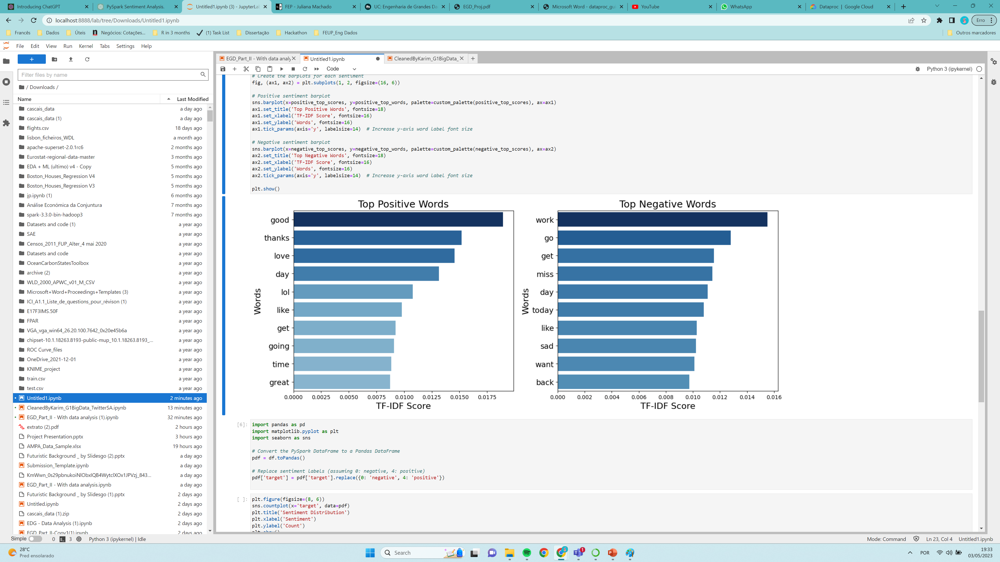 Introducing ChatGPT
PySpark Sentiment Analysis.
Untitled1.ipynb (3) - JupyterLa
FEP - Juliana Machado
UC: Engenharia de Grandes Da
EGD_Proj.pdf
Microsoft Word - dataproc_gu
YouTube
WhatsApp
Dataproc | Google Cloud
localhost:8888/lab/tree/Downloads/Untitled1.ipynb
Erro
Francês
Dados
Úteis
Negócios: Cotações...
R in 3 months
(1) Task List
Dissertação
Hackathon
FEUP_Eng Dados
Outros marcadores
File Edit View Run Kernel Tabs Settings Help
Filter files by name
/ Downloads /
Name Last Modified
cascais_data a day ago
cascais_data (1) a day ago
flights.csv 18 days ago
lisbon_ficheiros_WDL a month ago
apache-superset-2.0.1rc6 2 months ago
Eurostat-regional-data-master 3 months ago
EDA + ML (ultimo) v4 - Copy 5 months ago
Boston_Houses_Regression V4 5 months ago
Boston_Houses_Regression V3 5 months ago
jp.ipynb (1) 6 months ago
Análise Económica da Conjuntura 7 months ago
spark-3.3.0-bin-hadoop3 7 months ago
Datasets and code (1) a year ago
SAE a year ago
Censos_2011_FUP_Alter_4 mai 2020 a year ago
Datasets and code a year ago
OceanCarbonStatesToolbox a year ago
archive (2) a year ago
WLD_2000_APWC_v01_M_CSV a year ago
Microsoft+Word+Proceedings+Templates (3) a year ago
ICI_A1.1_Liste_de_questions_pour_révison (1) a year ago
E17F3IMS.50F a year ago
FPAR a year ago
VGA_vga_win64_26.20.100.7642_0x20e45b6a a year ago
chipset-10.1.18263.8193-public-mup_10.1.18263.8193_... a year ago
ROC Curve_files a year ago
OneDrive_2021-12-01 a year ago
KNIME_project a year ago
train.csv a year ago
test.csv a year ago
Untitled1.ipynb 2 minutes ago
CleanedByKarim_G1BigData_TwitterSA.ipynb 13 minutes ago
EGD_Part_II - With data analysis (1).ipynb 32 minutes ago
extrato (2).pdf 2 hours ago
Project Presentation.pptx 3 hours ago
AMPA_Data_Sample.xlsx 19 hours ago
Futuristic Background _ by Slidesgo (2).pptx a day ago
Submission_Template.ipynb a day ago
KmWwn_0s29pbnukoiNlObxIQB4WytclXOx1JPVzj_843... a day ago
EGD_Part_II - With data analysis.ipynb a day ago
Futuristic Background _ by Slidesgo (1).pptx 2 days ago
Untitled.ipynb 2 days ago
cascais_data (1).zip 2 days ago
EDG - Data Analysis (1).ipynb 2 days ago
EGD_Part_II-Copy1(1).ipynb 2 days ago
EGD_Part_II - With data analy
Untitled1.ipynb
CleanedByKarim_G1BigData_
Code
Python 3 (ipykernel)
# Create the barplots for each sentiment
fig, (ax1, ax2) = plt.subplots(1, 2, figsize=(16, 6))
# Positive sentiment barplot
sns.barplot(x=positive_top_scores, y=positive_top_words, palette=custom_palette(positive_top_scores), ax=ax1)
ax1.set_title('Top Positive Words', fontsize=18)
ax1.set_xlabel('TF-IDF Score', fontsize=16)
ax1.set_ylabel('Words', fontsize=16)
ax1.tick_params(axis='y', labelsize=14) # Increase y-axis word label font size
# Negative sentiment barplot
sns.barplot(x=negative_top_scores, y=negative_top_words, palette=custom_palette(negative_top_scores), ax=ax2)
ax2.set_title('Top Negative Words', fontsize=18)
ax2.set_xlabel('TF-IDF Score', fontsize=16)
ax2.set_ylabel('Words', fontsize=16)
ax2.tick_params(axis='y', labelsize=14) # Increase y-axis word label font size
plt.show()
Top Positive Words
Words
good
thanks
love
day
lol
like
get
going
time
great
0.0000 0.0025 0.0050 0.0075 0.0100 0.0125 0.0150 0.0175
TF-IDF Score
Top Negative Words
Words
work
go
get
miss
day
today
like
sad
want
back
0.000 0.002 0.004 0.006 0.008 0.010 0.012 0.014 0.016
TF-IDF Score
[6]: import pandas as pd
import matplotlib.pyplot as plt
import seaborn as sns
# Convert the PySpark DataFrame to a Pandas DataFrame
pdf = df.toPandas()
# Replace sentiment labels (assuming 0: negative, 4: positive)
pdf['target'] = pdf['target'].replace({0: 'negative', 4: 'positive'})
[ ]: plt.figure(figsize=(8, 6))
sns.countplot(x='target', data=pdf)
plt.title('Sentiment Distribution')
plt.xlabel('Sentiment')
plt.ylabel('Count')
plt.show()
Simple 0 3 Python 3 (ipykernel) | Idle
Mode: Command Ln 23, Col 4 Untitled1.ipynb
28°C
Pred ensolarado
Search
1
POR
19:33
03/05/2023